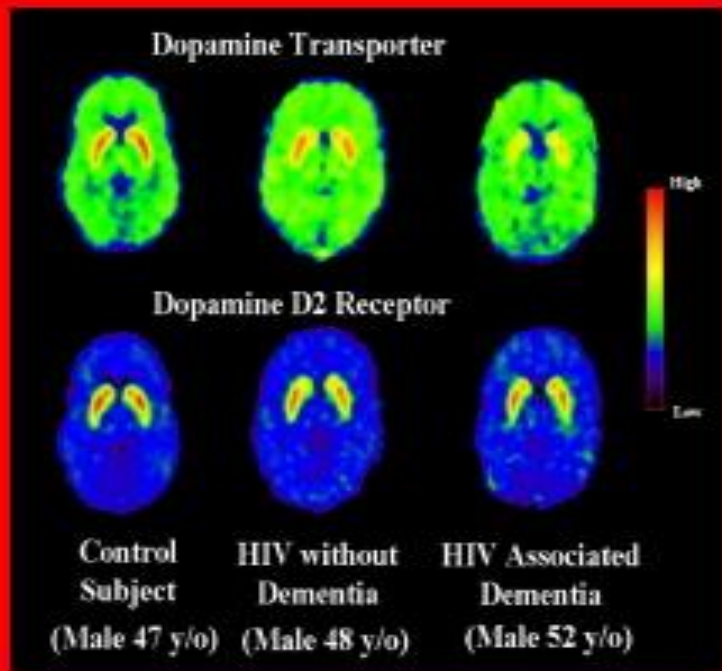 Dopamine Transporter
High
Dopamine D2 Receptor
Low
Control
Subject
(Male 47 y/o)
HIV without
Dementia
(Male 48 y/o)
HIV Associated
Dementia
(Male 52 y/o)